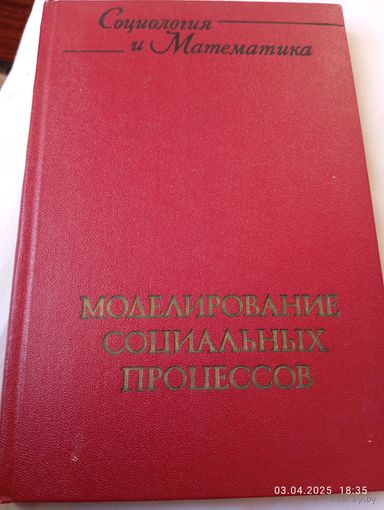 Социология
и Математика
МОДЕЛИРОВАНИЕ
СОЦИАЛЬНЫХ
ПРОЦЕССОВ
03.04.2025 18:35